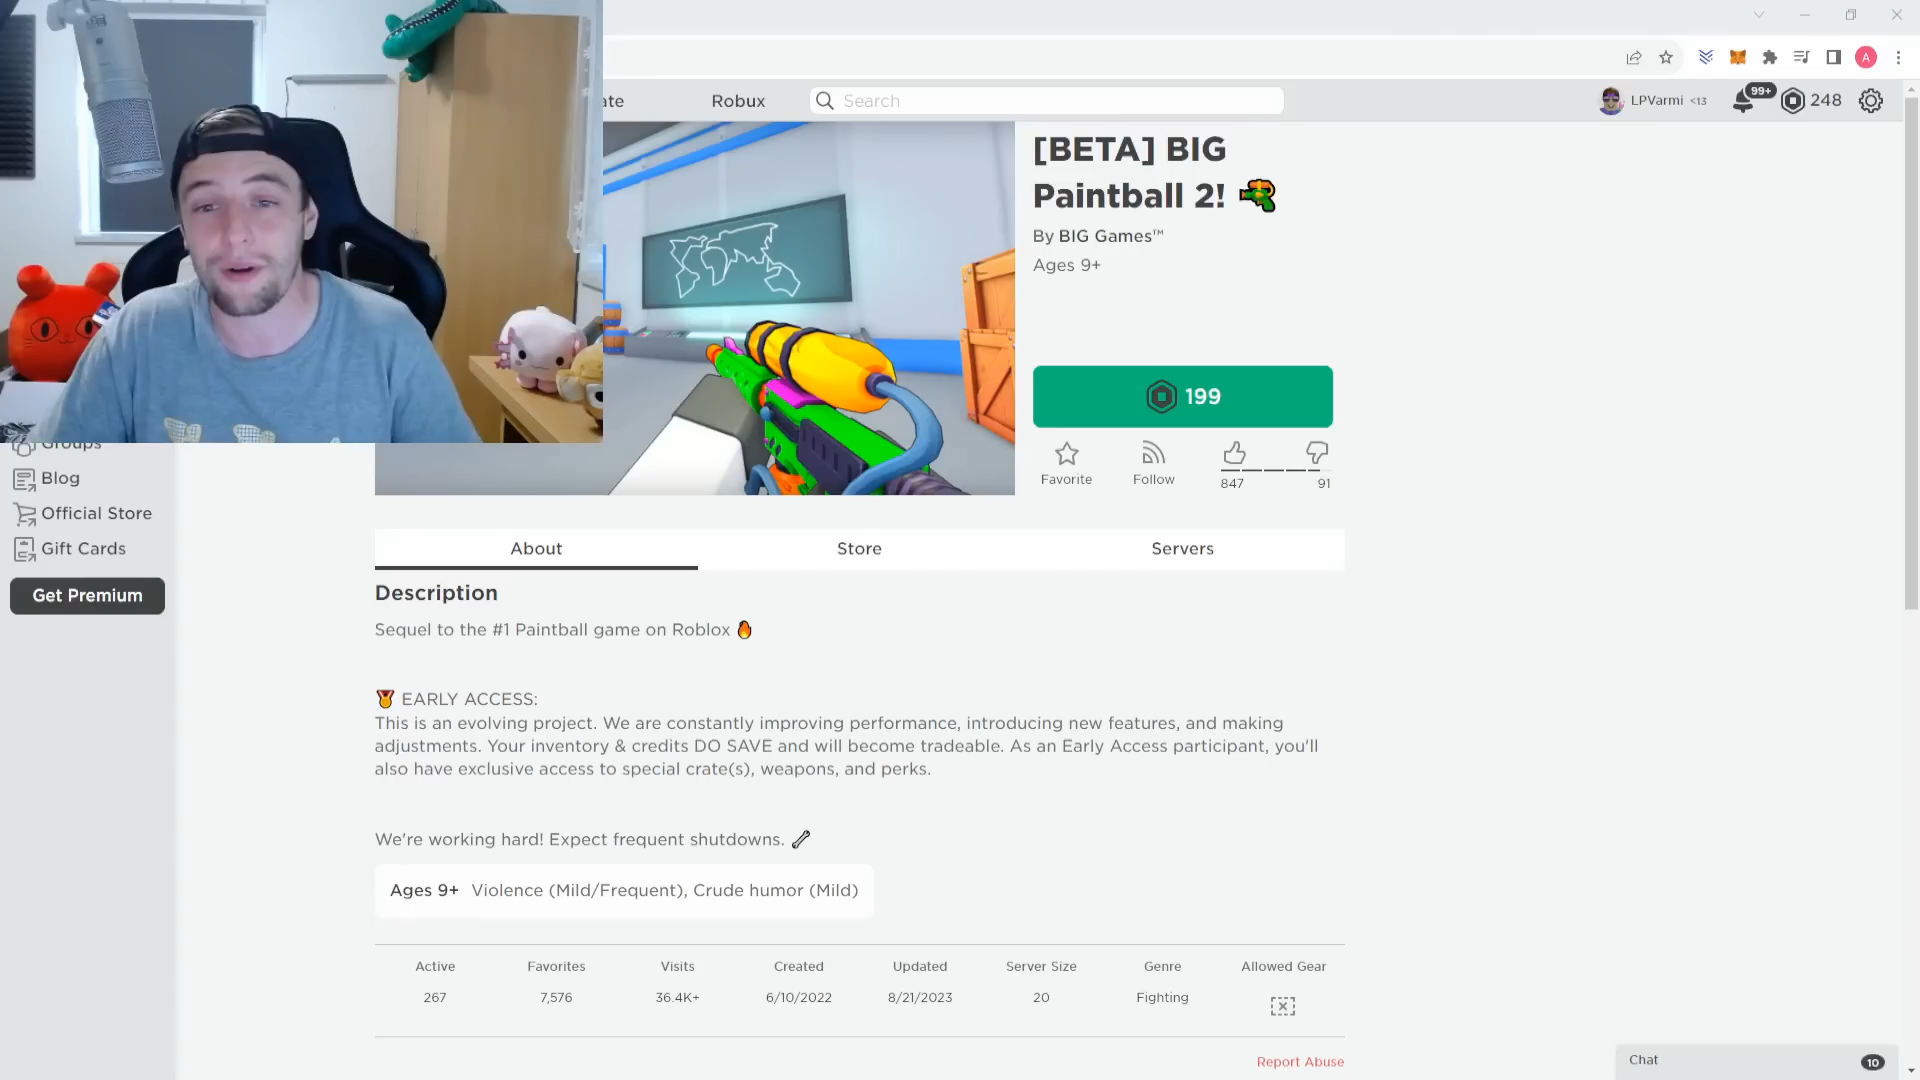 ate
Robux
Search
LPVarmi <13
99+
248
A
[BETA] BIG
Paintball 2!
By BIG Games™
Ages 9+
199
Favorite
Follow
847
91
Groups
Blog
Official Store
Gift Cards
Get Premium
About
Store
Servers
Description
Sequel to the #1 Paintball game on Roblox 🔥
🏅 EARLY ACCESS:
This is an evolving project. We are constantly improving performance, introducing new features, and making
adjustments. Your inventory & credits DO SAVE and will become tradeable. As an Early Access participant, you'll
also have exclusive access to special crate(s), weapons, and perks.
We're working hard! Expect frequent shutdowns. 🔧
Ages 9+ Violence (Mild/Frequent), Crude humor (Mild)
Active Favorites Visits Created Updated Server Size Genre Allowed Gear
267 7,576 36.4K+ 6/10/2022 8/21/2023 20 Fighting
Report Abuse
Chat
10